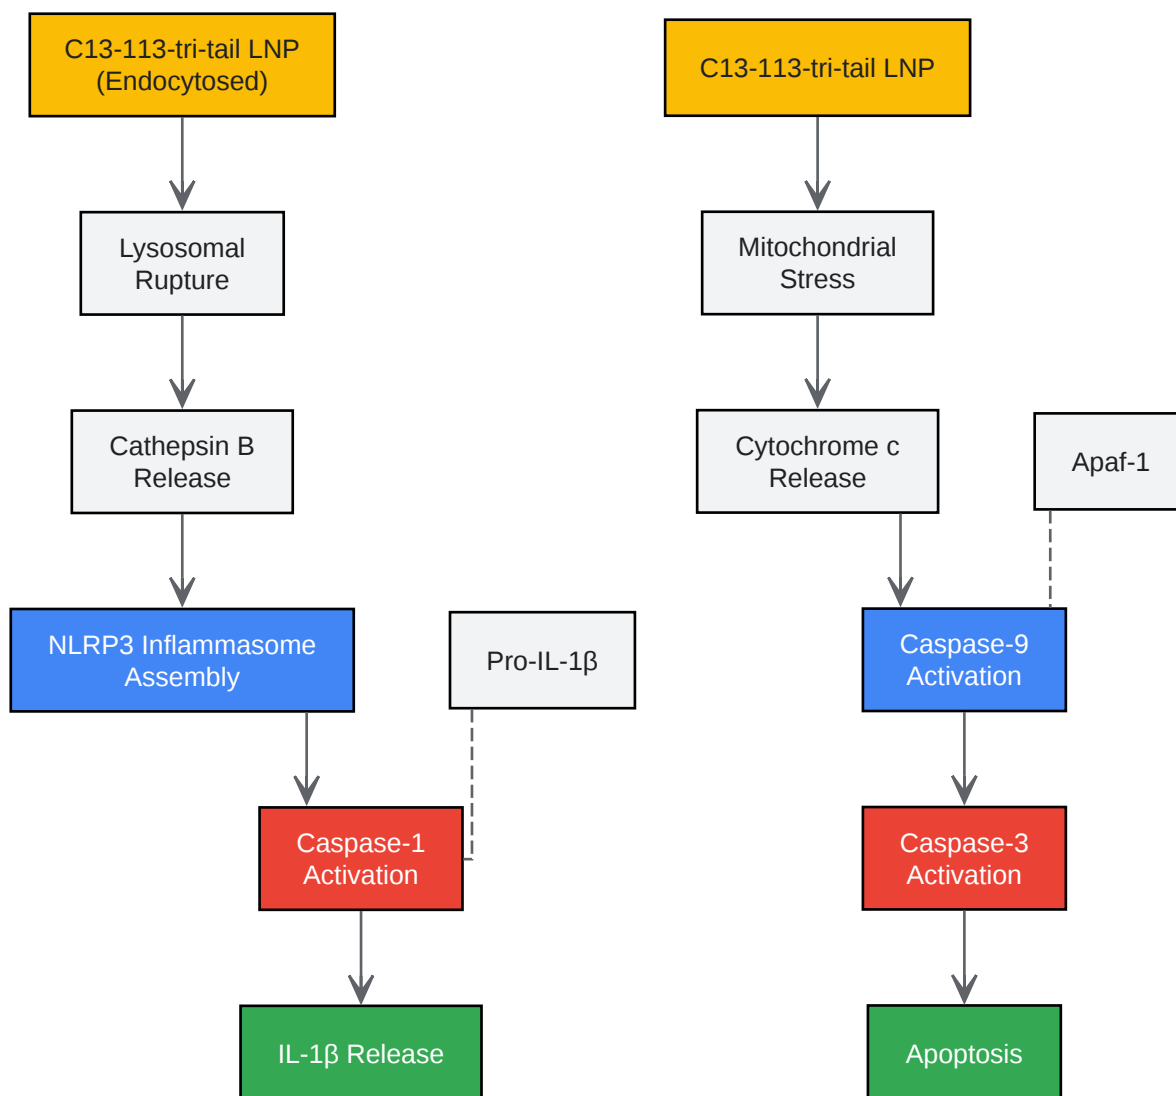 C13-113-tri-tail LNP
(Endocytosed)
Lysosomal
Rupture
Cathepsin B
Release
NLRP3 Inflammasome
Assembly
Pro-IL-1β
Caspase-1
Activation
IL-1β Release
C13-113-tri-tail LNP
Mitochondrial
Stress
Cytochrome c
Release
Apaf-1
Caspase-9
Activation
Caspase-3
Activation
Apoptosis